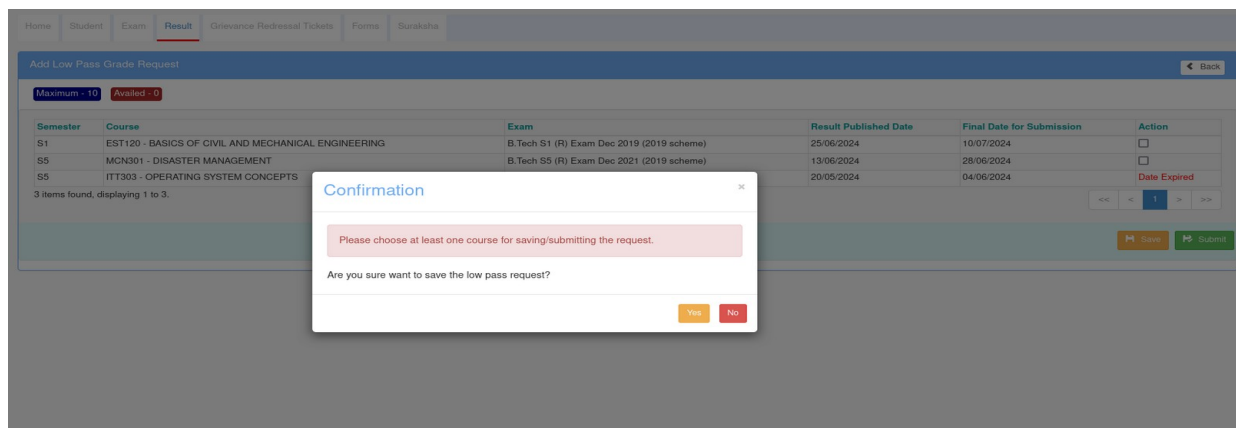 Home Student Exam Result Grievance Redressal Tickets Forms Suraksha
Add Low Pass Grade Request Back
Maximum - 10 Availed - 0
Semester Course Exam Result Published Date Final Date for Submission Action
S1 EST120 - BASICS OF CIVIL AND MECHANICAL ENGINEERING B.Tech S1 (R) Exam Dec 2019 (2019 scheme) 25/06/2024 10/07/2024
S5 MCN301 - DISASTER MANAGEMENT B.Tech S5 (R) Exam Dec 2021 (2019 scheme) 13/06/2024 28/06/2024
S5 ITT303 - OPERATING SYSTEM CONCEPTS 20/05/2024 04/06/2024 Date Expired
3 items found, displaying 1 to 3. << < 1 > >>
Save Submit
Confirmation ×
Please choose at least one course for saving/submitting the request.
Are you sure want to save the low pass request?
Yes No